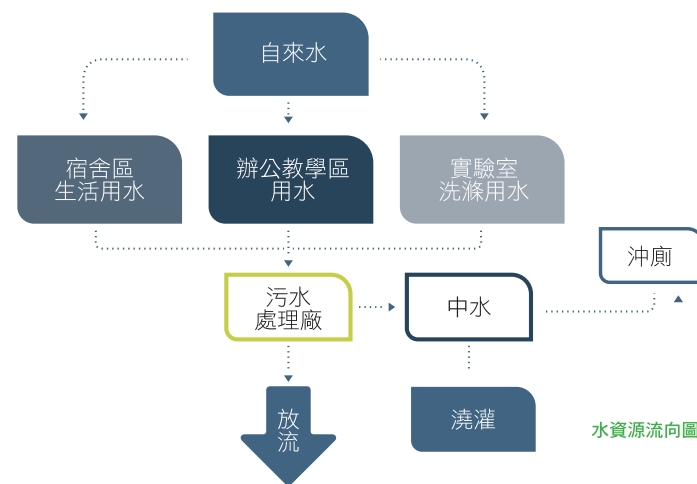 自來水
宿舍區
生活用水
辦公教學區
用水
實驗室
洗滌用水
沖廁
污水
處理廠
中水
放
流
澆灌
水資源流向圖